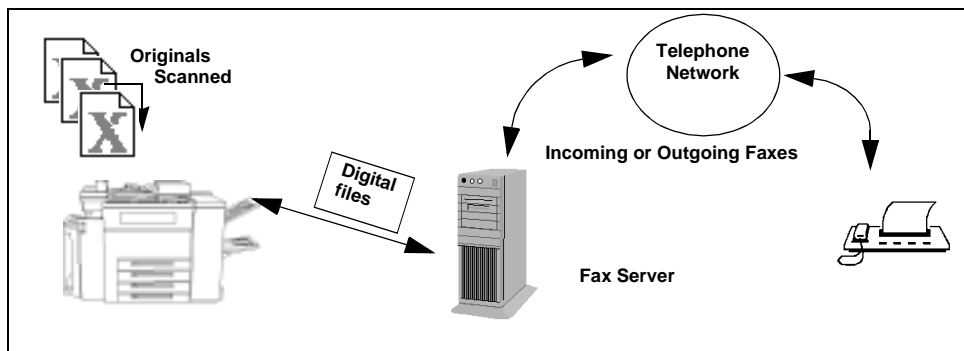 Originals
Scanned
X
X
X
Telephone
Network
Incoming or Outgoing Faxes
Digital
files
Fax Server